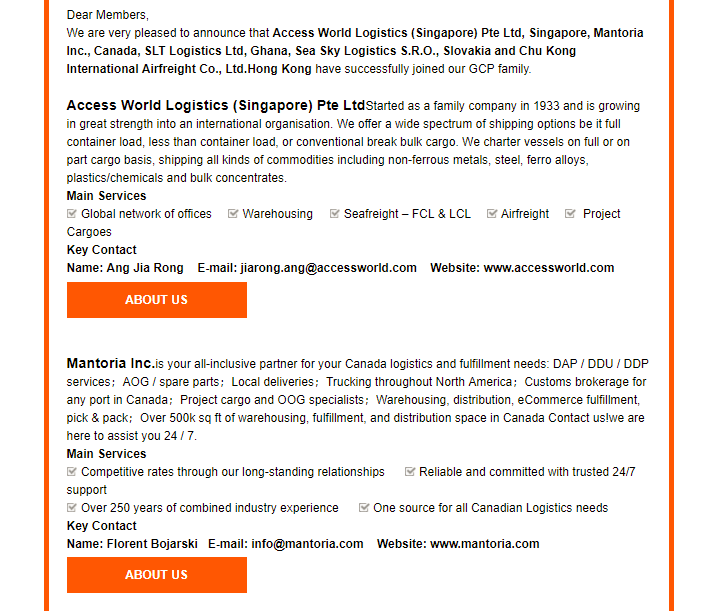 Dear Members,
We are very pleased to announce that Access World Logistics (Singapore) Pte Ltd, Singapore, Mantoria
Inc., Canada, SLT Logistics Ltd, Ghana, Sea Sky Logistics S.R.O., Slovakia and Chu Kong
International Airfreight Co., Ltd.Hong Kong have successfully joined our GCP family.
Access World Logistics (Singapore) Pte LtdStarted as a family company in 1933 and is growing
in great strength into an international organisation. We offer a wide spectrum of shipping options be it full
container load, less than container load, or conventional break bulk cargo. We charter vessels on full or on
part cargo basis, shipping all kinds of commodities including non-ferrous metals, steel, ferro alloys,
plastics/chemicals and bulk concentrates.
Main Services
Global network of offices Warehousing Seafreight – FCL & LCL Airfreight Project
Cargoes
Key Contact
Name: Ang Jia Rong E-mail: jiarong.ang@accessworld.com Website: www.accessworld.com
ABOUT US
Mantoria Inc.is your all-inclusive partner for your Canada logistics and fulfillment needs: DAP / DDU / DDP
services；AOG / spare parts；Local deliveries；Trucking throughout North America；Customs brokerage for
any port in Canada；Project cargo and OOG specialists；Warehousing, distribution, eCommerce fulfillment,
pick & pack；Over 500k sq ft of warehousing, fulfillment, and distribution space in Canada Contact us!we are
here to assist you 24 / 7.
Main Services
Competitive rates through our long-standing relationships Reliable and committed with trusted 24/7
support
Over 250 years of combined industry experience One source for all Canadian Logistics needs
Key Contact
Name: Florent Bojarski E-mail: info@mantoria.com Website: www.mantoria.com
ABOUT US